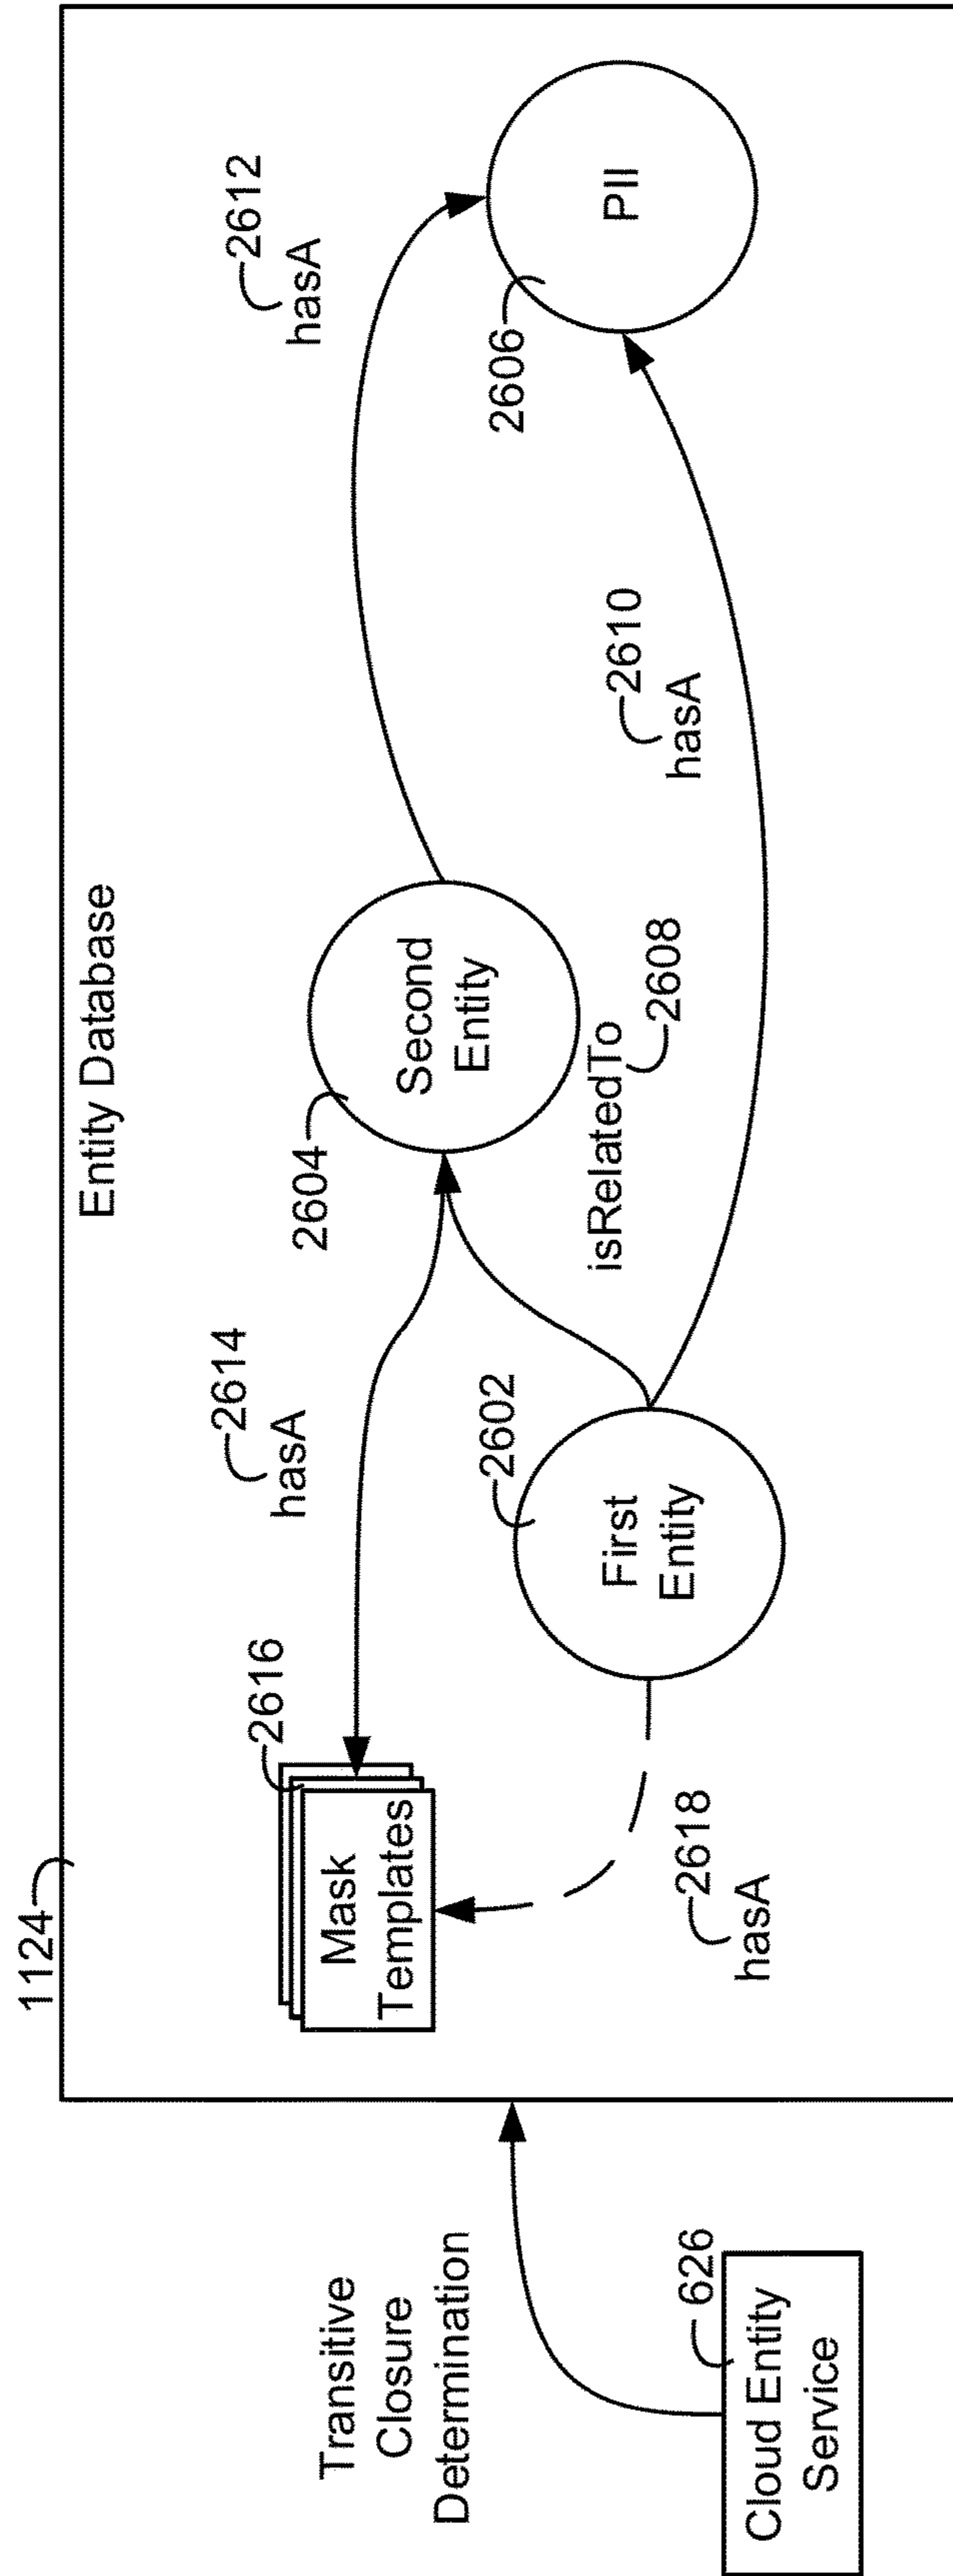 1124
Entity Database
2616
Mask
Templates
2614
hasA
2604
Second
Entity
2612
hasA
2602
First
Entity
isRelatedTo
2608
2610
hasA
2606
PII
2618
hasA
Transitive
Closure
Determination
626
Cloud Entity
Service